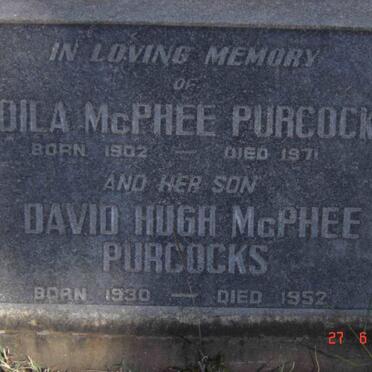 IN LOVING MEMORY
OF
DILA McPHEE PURCOCK
BORN 1902 — DIED 1971
AND HER SON
DAVID HUGH McPHEE
PURCOCKS
BORN 1930 — DIED 1952
27 6